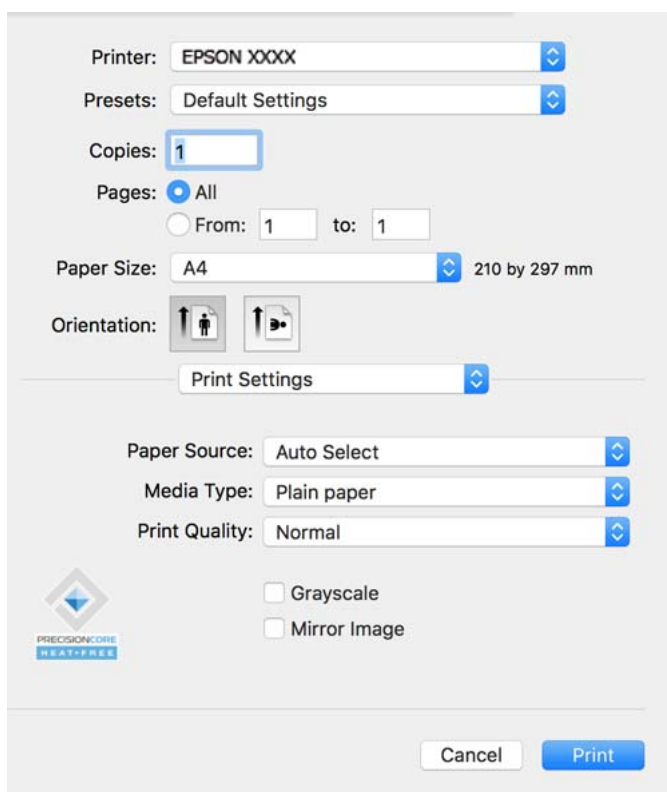 Printer: EPSON XXXX
Presets: Default Settings
Copies: 1
Pages: All
From: 1 to: 1
Paper Size: A4 210 by 297 mm
Orientation:
Print Settings
Paper Source: Auto Select
Media Type: Plain paper
Print Quality: Normal
Grayscale
Mirror Image
PRECISIONCORE
HEAT-FREE
Cancel Print